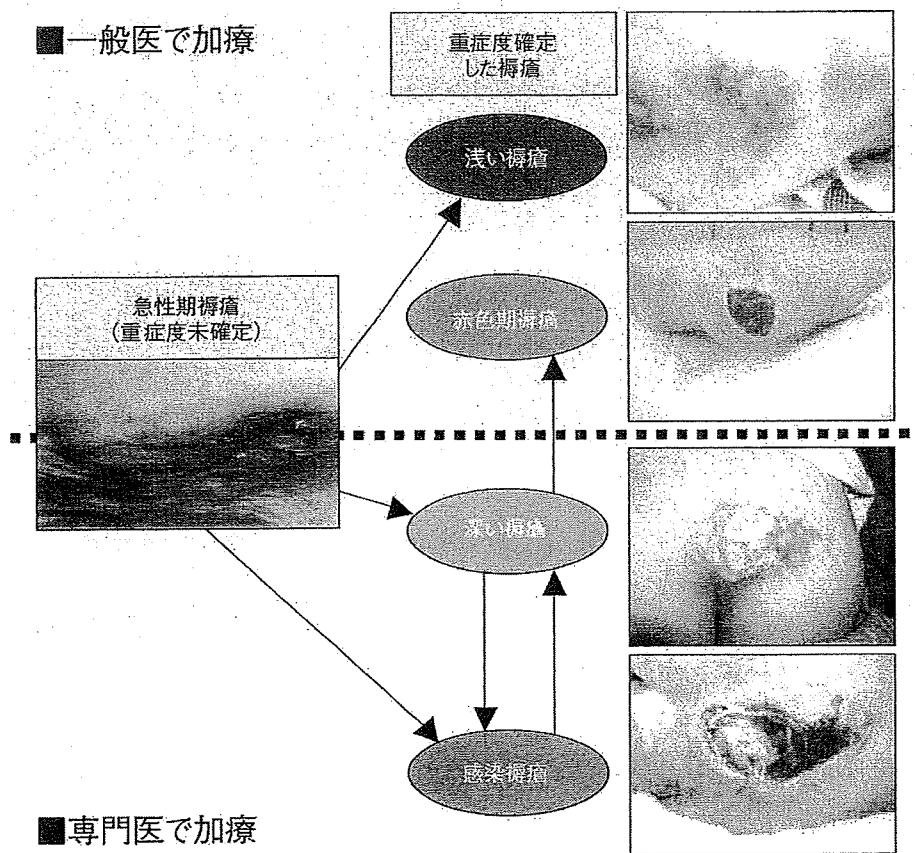 ■一般医で加療
重症度確定
した褥瘡
浅い褥瘡
急性期褥瘡
(重症度未確定)
赤色期褥瘡
深い褥瘡
感染褥瘡
■専門医で加療